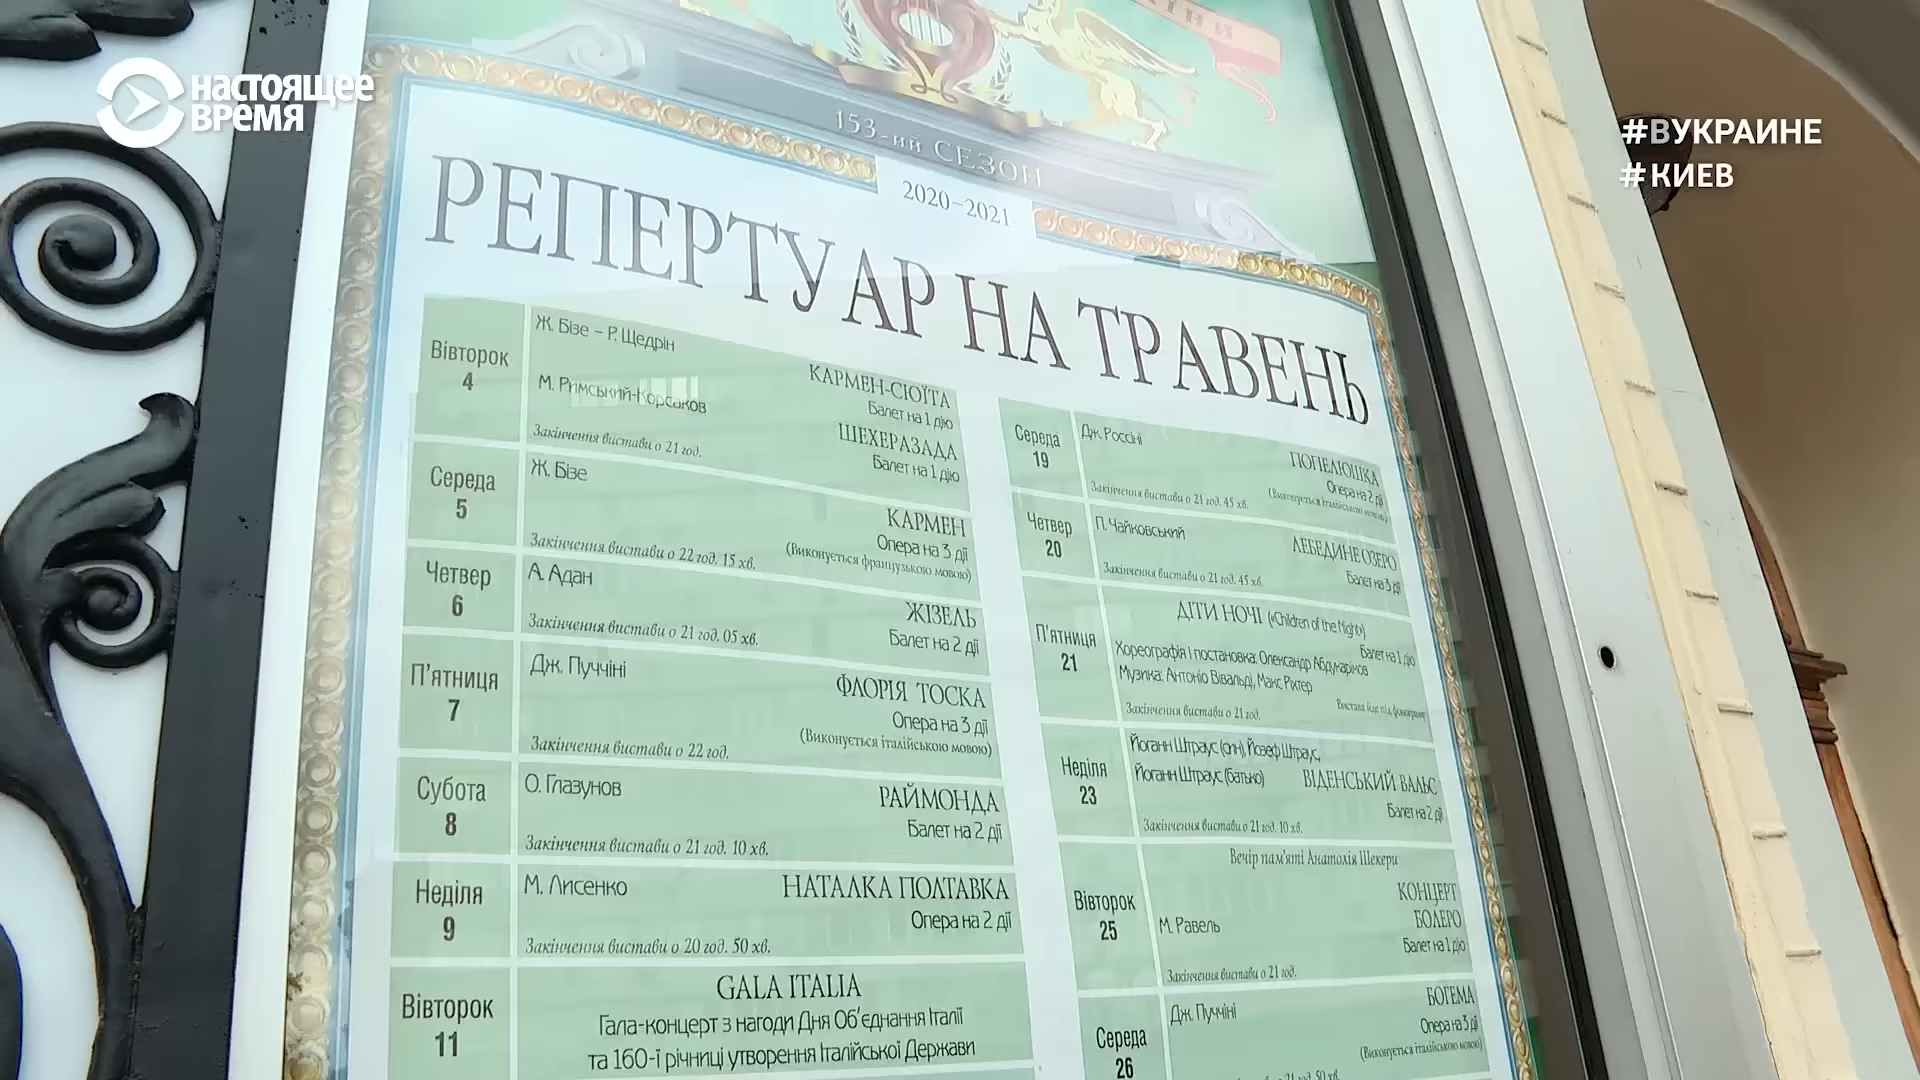 НАСТОЯЩЕЕ
ВРЕМЯ
#ВУКРАИНЕ
#КИЕВ
153-ий СЕЗОН
2020-2021
РЕПЕРТУАР НА ТРАВЕНЬ
Вівторок
4
Ж. Бізе – Р. Щедрін
КАРМЕН-СЮЇТА
Балет на 1 дію
М. Римський-Корсаков
ШЕХЕРАЗАДА
Балет на 1 дію
Закінчення вистави о 21 год.
Середа
5
Ж. Бізе
КАРМЕН
Опера на 3 дії
(Виконується французькою мовою)
Закінчення вистави о 22 год. 15 хв.
Четвер
6
А. Адан
ЖІЗЕЛЬ
Балет на 2 дії
Закінчення вистави о 21 год. 05 хв.
П'ятниця
7
Дж. Пуччіні
ФЛОРІЯ ТОСКА
Опера на 3 дії
(Виконується італійською мовою)
Закінчення вистави о 22 год.
Субота
8
О. Глазунов
РАЙМОНДА
Балет на 2 дії
Закінчення вистави о 21 год. 10 хв.
Неділя
9
М. Лисенко
НАТАЛКА ПОЛТАВКА
Опера на 2 дії
Закінчення вистави о 20 год. 50 хв.
Вівторок
11
GALA ITALIA
Гала-концерт з нагоди Дня Об'єднання Італії
та 160-ї річниці утворення Італійської Держави
Середа
19
Дж. Россіні
ПОПЕЛЮШКА
Опера на 2 дії
(Виконується італійською мовою)
Закінчення вистави о 21 год. 45 хв.
Четвер
20
П. Чайковський
ЛЕБЕДИНЕ ОЗЕРО
Балет на 3 дії
Закінчення вистави о 21 год. 45 хв.
П'ятниця
21
ДІТИ НОЧІ («Children of the Night»)
Балет на 1 дію
Хореографія і постановка: Олександр Абдукарімов
Музика: Антоніо Вівальді, Макс Ріхтер
Вистава йде під фонограму
Закінчення вистави о 21 год.
Неділя
23
Йоганн Штраус (син), Йозеф Штраус,
Йоганн Штраус (батько)
ВІДЕНСЬКИЙ ВАЛЬС
Балет на 2 дії
Закінчення вистави о 21 год. 10 хв.
Вівторок
25
Вечір пам'яті Анатолія Шекери
КОНЦЕРТ
М. Равель
БОЛЕРО
Балет на 1 дію
Закінчення вистави о 21 год.
Середа
26
Дж. Пуччіні
БОГЕМА
Опера на 3 дії
(Виконується італійською мовою)